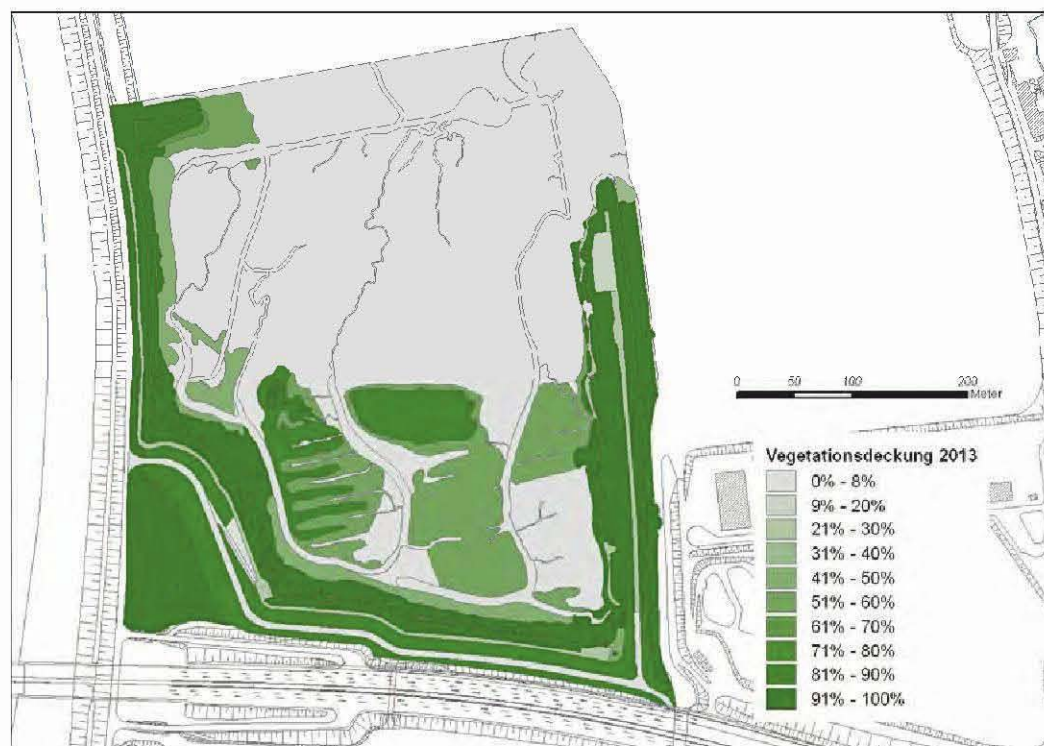 0 50 100 200
Meter
Vegetationsdeckung 2013
0% - 8%
9% - 20%
21% - 30%
31% - 40%
41% - 50%
51% - 60%
61% - 70%
71% - 80%
81% - 90%
91% - 100%